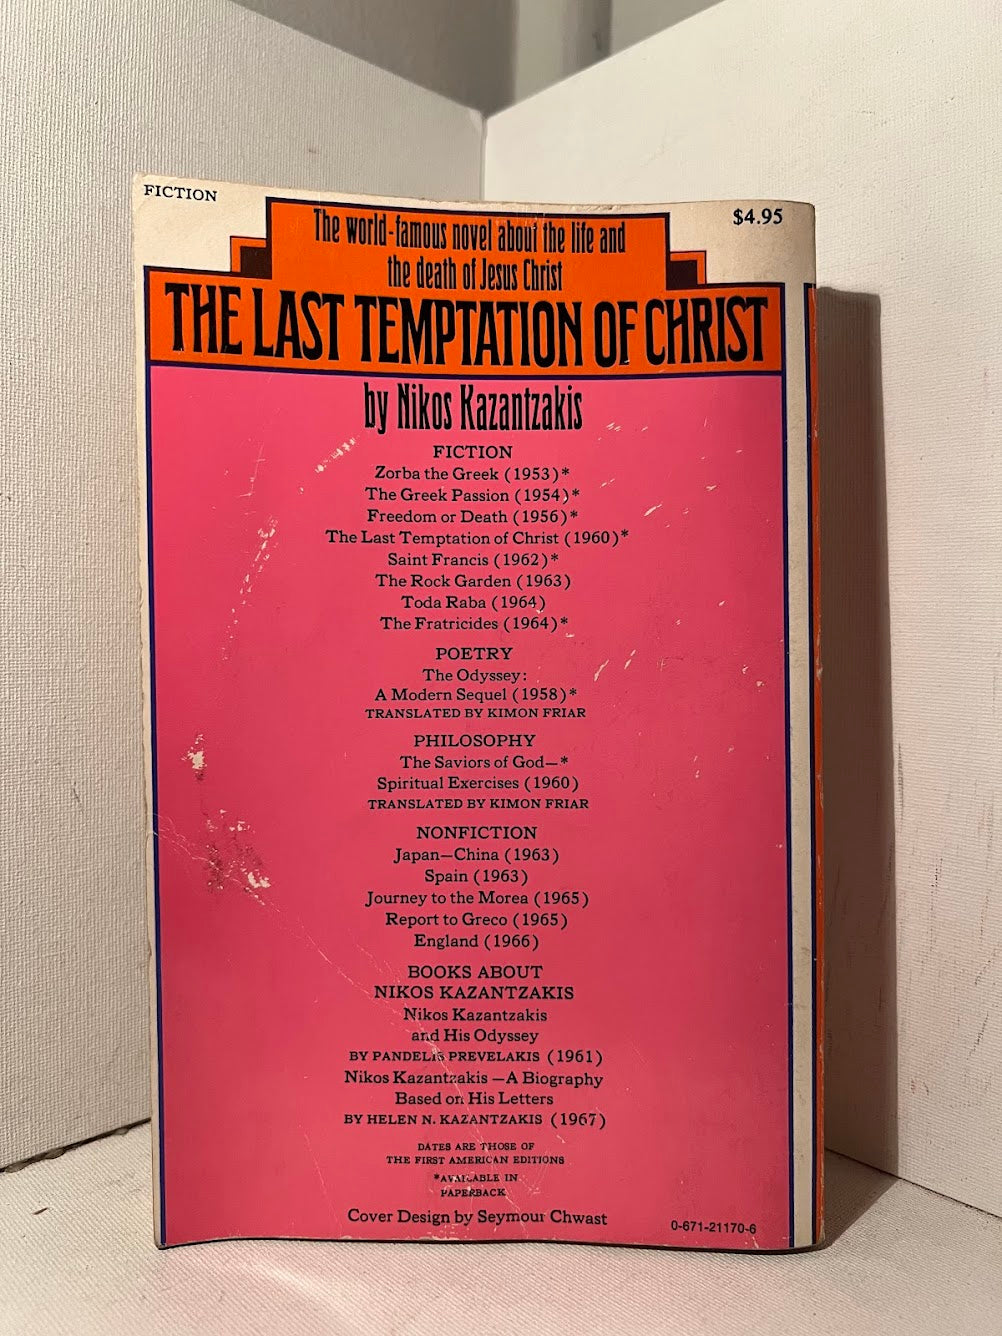 FICTION
$4.95
The world-famous novel about the life and
the death of Jesus Christ
THE LAST TEMPTATION OF CHRIST
by Nikos Kazantzakis
FICTION
Zorba the Greek (1953)*
The Greek Passion (1954)*
Freedom or Death (1956)*
The Last Temptation of Christ (1960)*
Saint Francis (1962)*
The Rock Garden (1963)
Toda Raba (1964)
The Fratricides (1964)*
POETRY
The Odyssey:
A Modern Sequel (1958)*
TRANSLATED BY KIMON FRIAR
PHILOSOPHY
The Saviors of God—*
Spiritual Exercises (1960)
TRANSLATED BY KIMON FRIAR
NONFICTION
Japan—China (1963)
Spain (1963)
Journey to the Morea (1965)
Report to Greco (1965)
England (1966)
BOOKS ABOUT
NIKOS KAZANTZAKIS
Nikos Kazantzakis
and His Odyssey
BY PANDELIS PREVELAKIS (1961)
Nikos Kazantzakis —A Biography
Based on His Letters
BY HELEN N. KAZANTZAKIS (1967)
DATES ARE THOSE OF
THE FIRST AMERICAN EDITIONS
*AVAILABLE IN
PAPERBACK
Cover Design by Seymour Chwast
0-671-21170-6